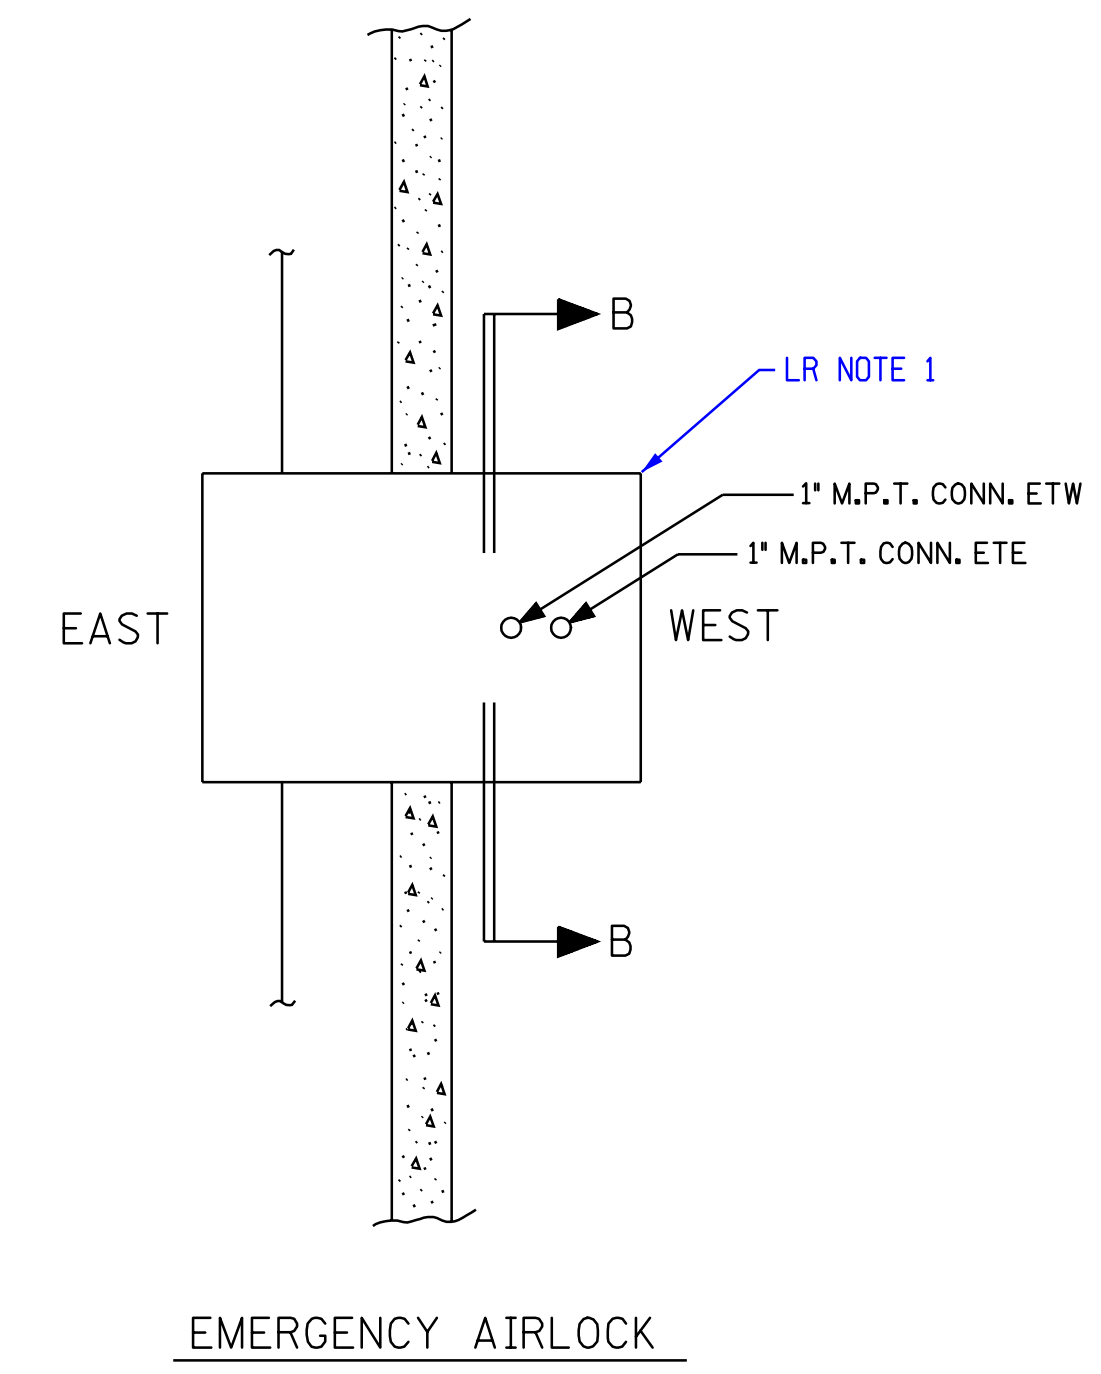 B
LR NOTE 1
1" M.P.T. CONN. ETW
1" M.P.T. CONN. ETE
EAST
WEST
B
EMERGENCY AIRLOCK